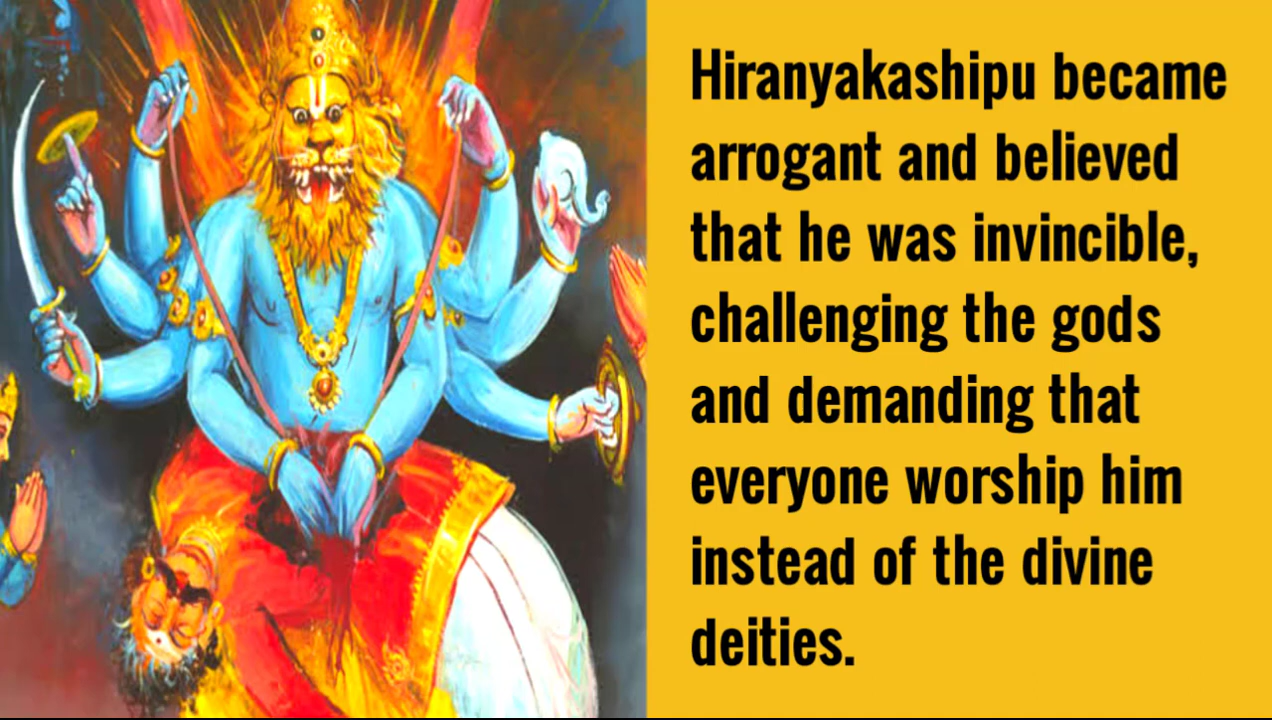 Hiranyakashipu became
arrogant and believed
that he was invincible,
challenging the gods
and demanding that
everyone worship him
instead of the divine
deities.